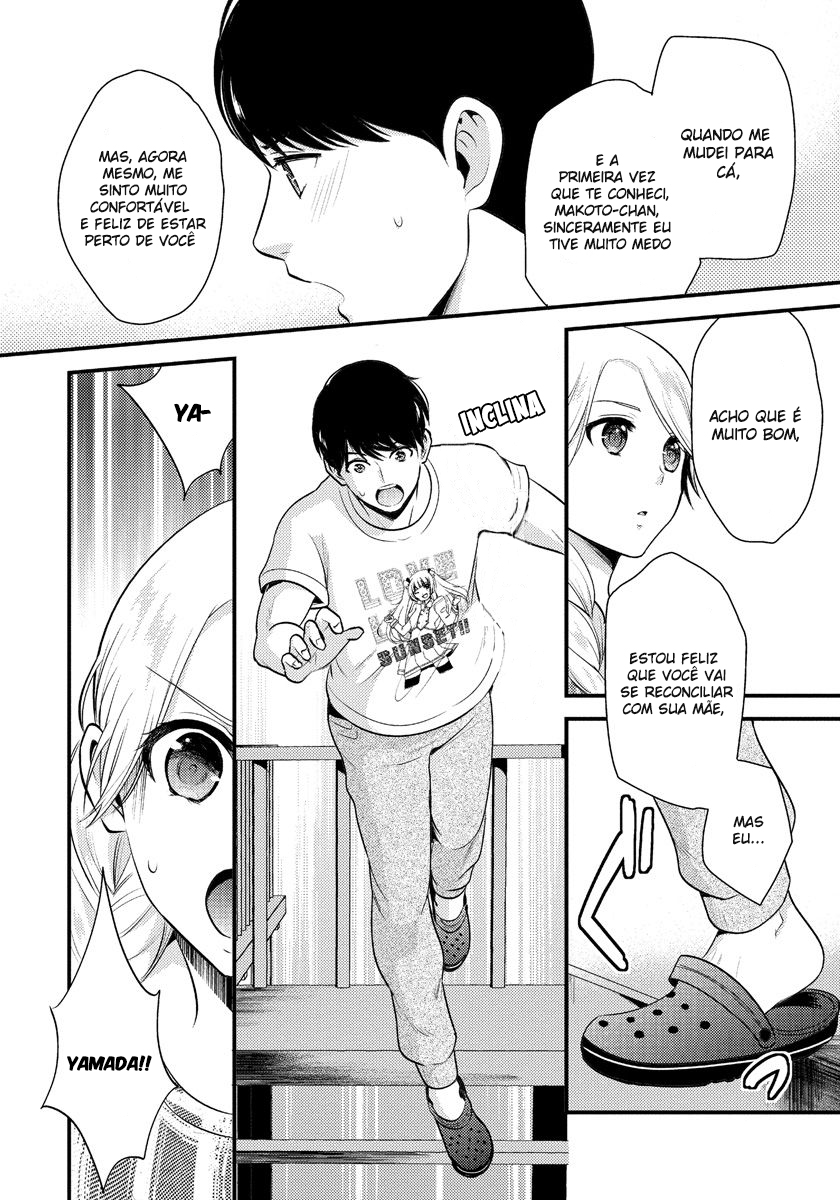 QUANDO ME
MUDEI PARA
CÁ,
E A
PRIMEIRA VEZ
QUE TE CONHECI,
MAKOTO-CHAN,
SINCERAMENTE EU
TIVE MUITO MEDO
MAS, AGORA
MESMO, ME
SINTO MUITO
CONFORTÁVEL
E FELIZ DE ESTAR
PERTO DE VOCÊ
ACHO QUE É
MUITO BOM,
ESTOU FELIZ
QUE VOCÊ VAI
SE RECONCILIAR
COM SUA MÃE,
MAS
EU...
INCLINA
LOVE
SUNSET!!
YA-
YAMADA!!